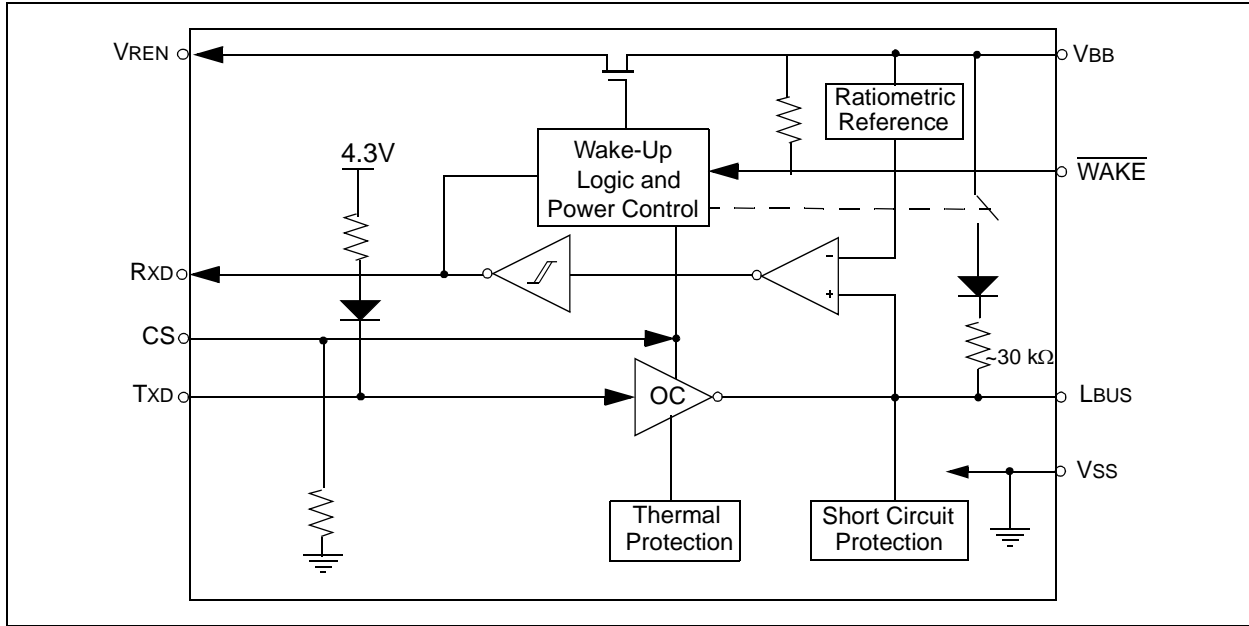 VREN
VBB
Ratiometric
Reference
4.3V
Wake-Up
Logic and
Power Control
WAKE
RXD
-
+
CS
~30 kΩ
TXD
OC
LBUS
VSS
Thermal
Protection
Short Circuit
Protection